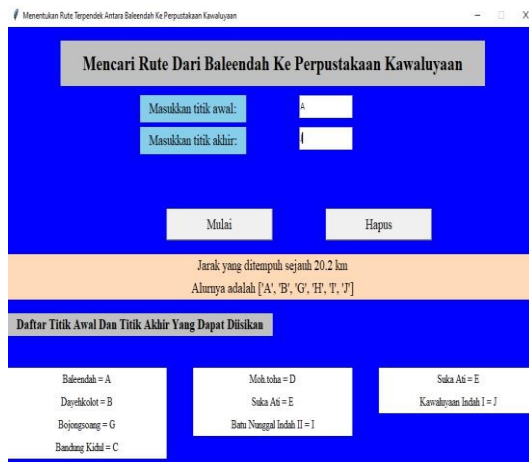 Menentukan Rute Terpendek Antara Baleendah Ke Perpustakaan Kawaluyaan
Mencari Rute Dari Baleendah Ke Perpustakaan Kawaluyaan
Masukkan titik awal:
A
Masukkan titik akhir:
Mulai
Hapus
Jarak yang ditempuh sejauh 20.2 km
Alurnya adalah ['A', 'B', 'G', 'H', 'I', 'J']
Daftar Titik Awal Dan Titik Akhir Yang Dapat Diisikan
Baleendah = A
Dayehkolot = B
Bojongsoang = G
Bandung Kidul = C
Moh.toha = D
Suka Ati = E
Batu Nunggal Indah II = I
Suka Ati = E
Kawaluyaan Indah I = J